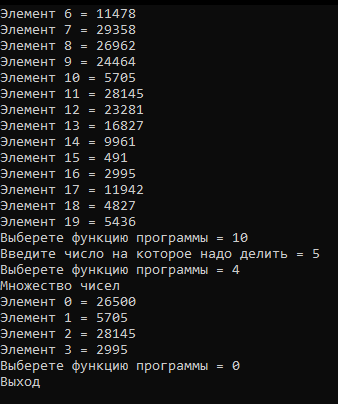 Элемент 6 = 11478
Элемент 7 = 29358
Элемент 8 = 26962
Элемент 9 = 24464
Элемент 10 = 5705
Элемент 11 = 28145
Элемент 12 = 23281
Элемент 13 = 16827
Элемент 14 = 9961
Элемент 15 = 491
Элемент 16 = 2995
Элемент 17 = 11942
Элемент 18 = 4827
Элемент 19 = 5436
Выберете функцию программы = 10
Введите число на которое надо делить = 5
Выберете функцию программы = 4
Множество чисел
Элемент 0 = 26500
Элемент 1 = 5705
Элемент 2 = 28145
Элемент 3 = 2995
Выберете функцию программы = 0
Выход